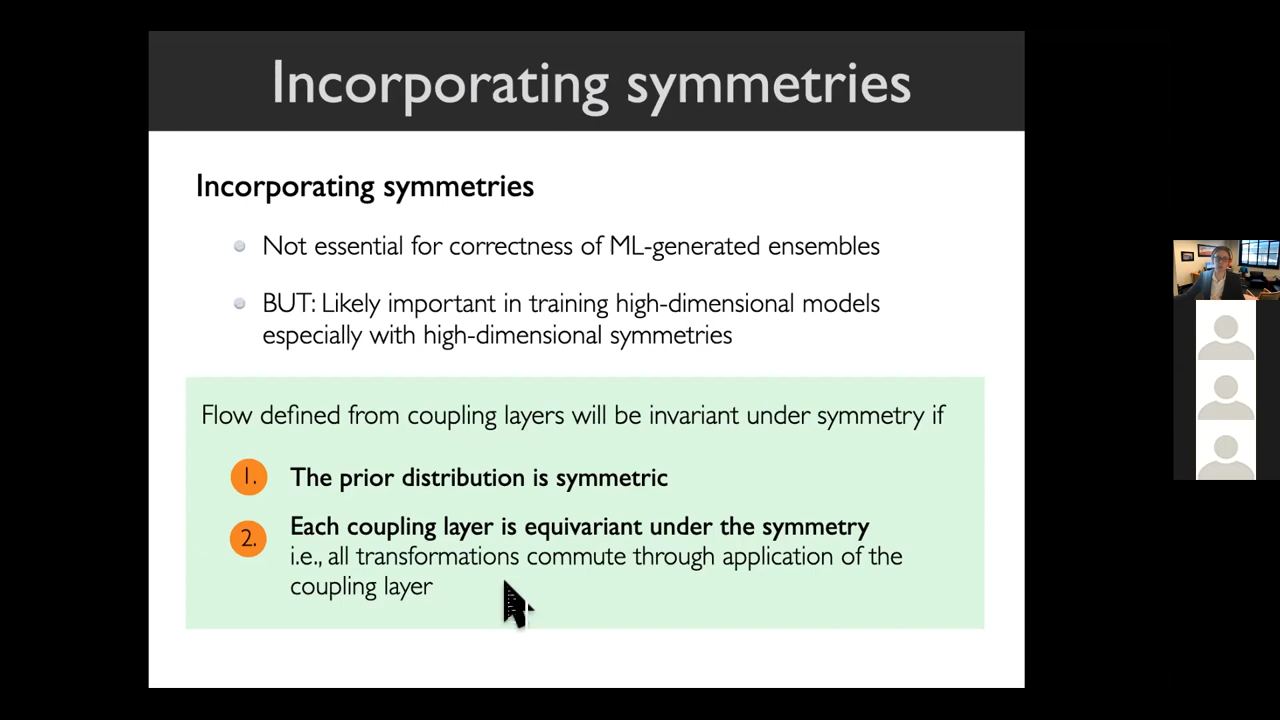 Incorporating symmetries
Incorporating symmetries
Not essential for correctness of ML-generated ensembles
BUT: Likely important in training high-dimensional models
especially with high-dimensional symmetries
Flow defined from coupling layers will be invariant under symmetry if
1. The prior distribution is symmetric
2. Each coupling layer is equivariant under the symmetry
i.e., all transformations commute through application of the
coupling layer